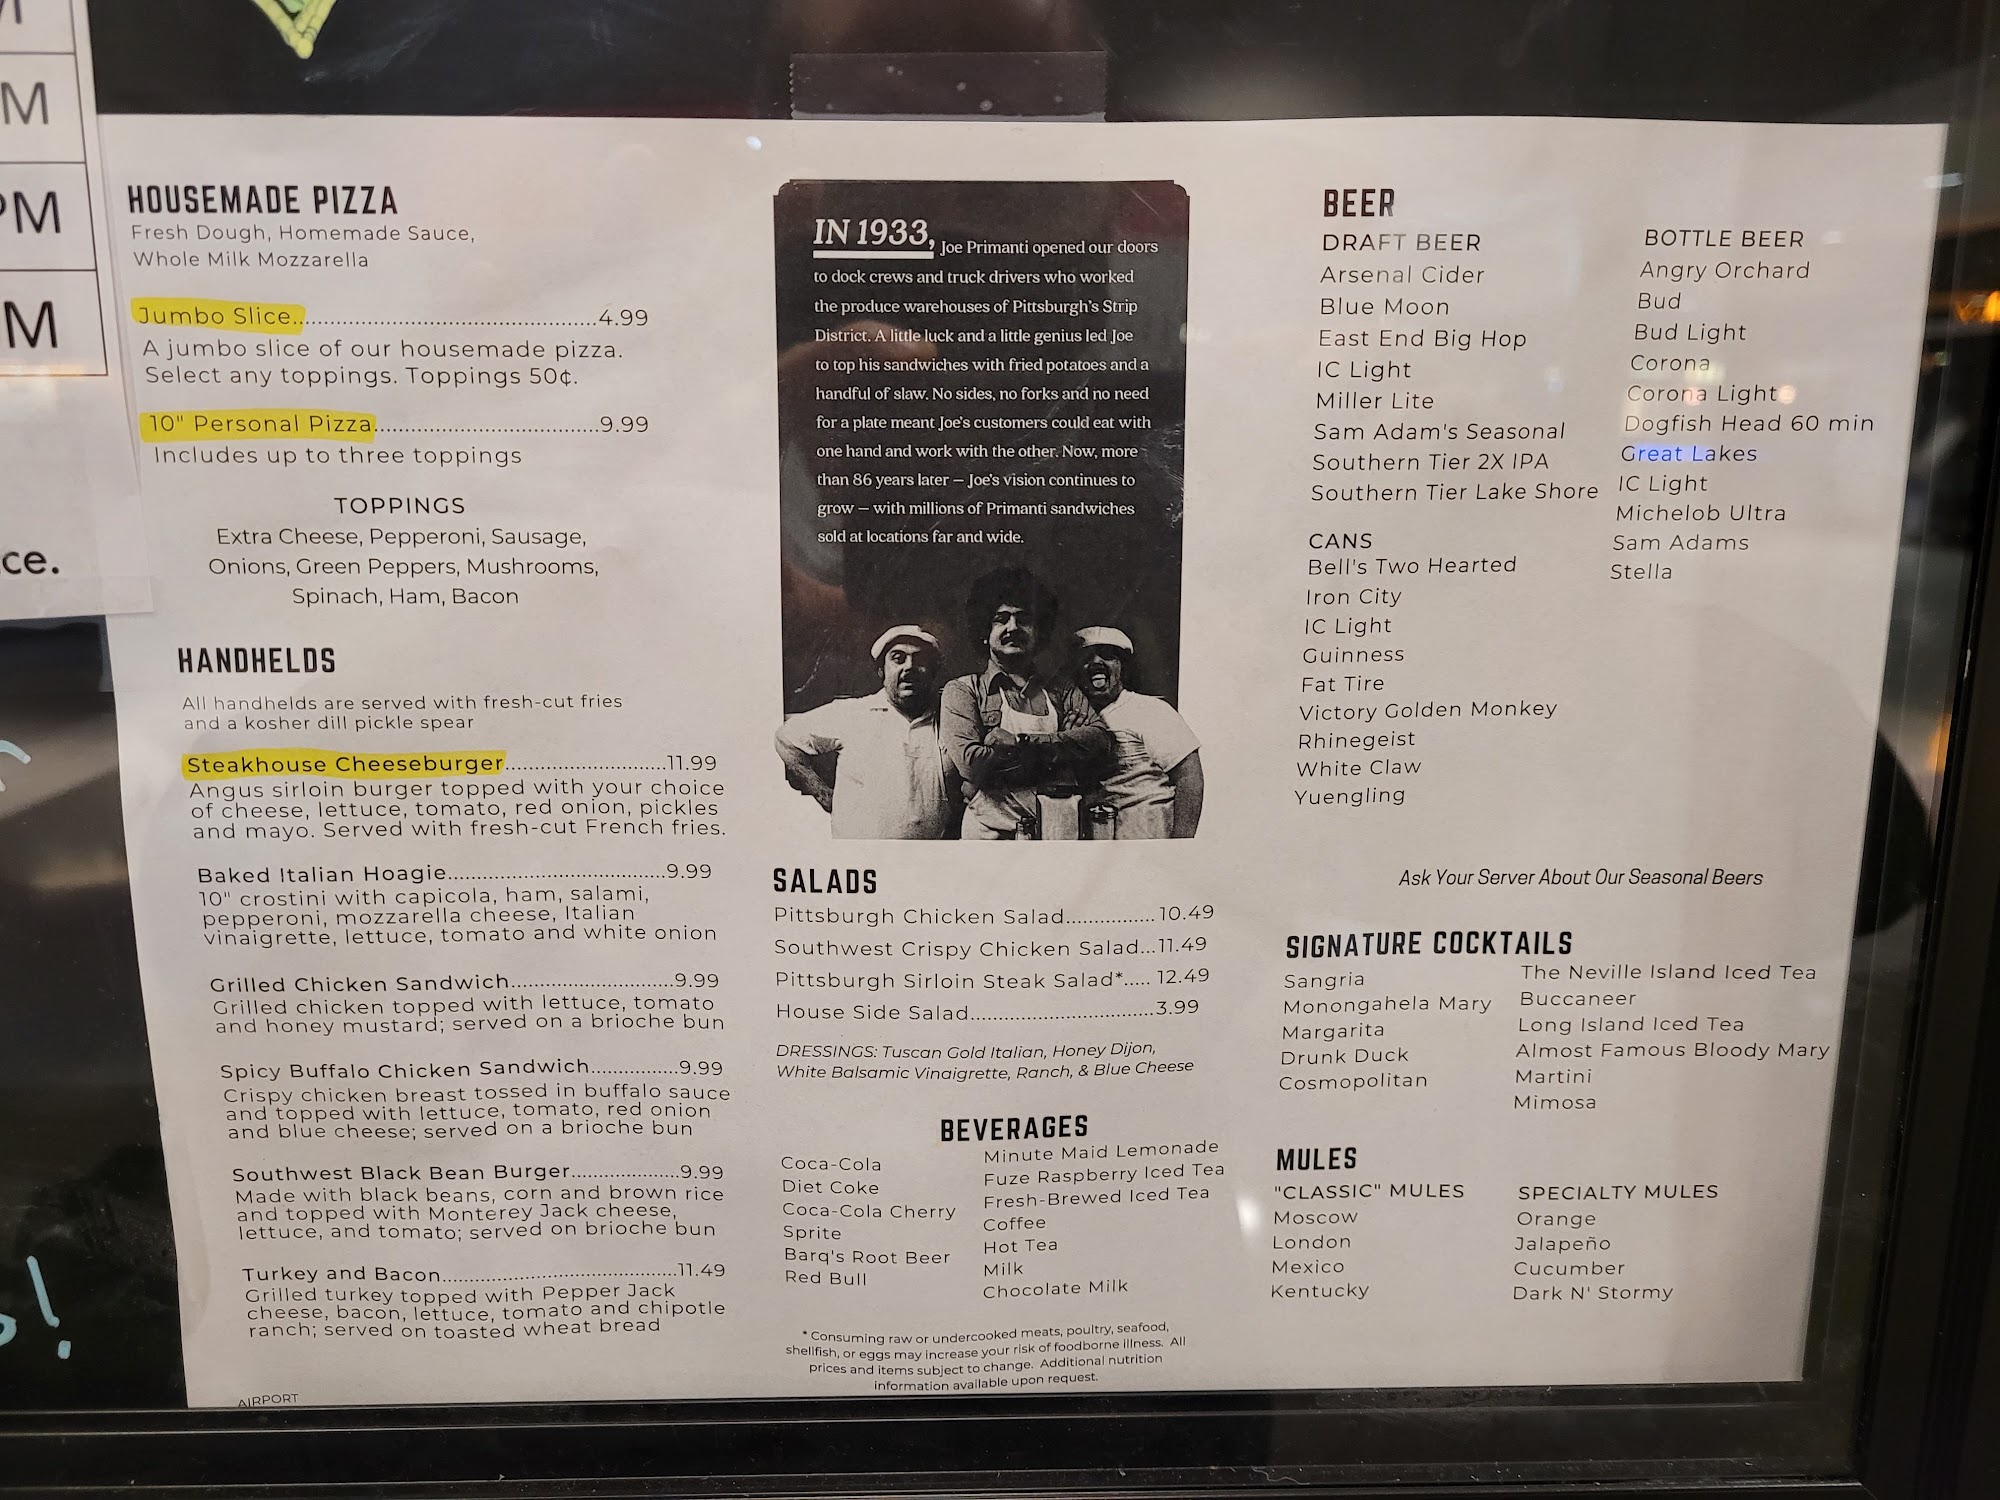 M
M
PM
M
ce.
!
HOUSEMADE PIZZA
Fresh Dough, Homemade Sauce,
Whole Milk Mozzarella
Jumbo Slice..............................................4.99
A jumbo slice of our housemade pizza.
Select any toppings. Toppings 50¢.
10" Personal Pizza...................................9.99
Includes up to three toppings
TOPPINGS
Extra Cheese, Pepperoni, Sausage,
Onions, Green Peppers, Mushrooms,
Spinach, Ham, Bacon
HANDHELDS
All handhelds are served with fresh-cut fries
and a kosher dill pickle spear
Steakhouse Cheeseburger..........................11.99
Angus sirloin burger topped with your choice
of cheese, lettuce, tomato, red onion, pickles
and mayo. Served with fresh-cut French fries.
Baked Italian Hoagie...................................9.99
10" crostini with capicola, ham, salami,
pepperoni, mozzarella cheese, Italian
vinaigrette, lettuce, tomato and white onion
Grilled Chicken Sandwich..........................9.99
Grilled chicken topped with lettuce, tomato
and honey mustard; served on a brioche bun
Spicy Buffalo Chicken Sandwich..............9.99
Crispy chicken breast tossed in buffalo sauce
and topped with lettuce, tomato, red onion
and blue cheese; served on a brioche bun
Southwest Black Bean Burger.................9.99
Made with black beans, corn and brown rice
and topped with Monterey Jack cheese,
lettuce, and tomato; served on brioche bun
Turkey and Bacon.....................................11.49
Grilled turkey topped with Pepper Jack
cheese, bacon, lettuce, tomato and chipotle
ranch; served on toasted wheat bread
AIRPORT
IN 1933, Joe Primanti opened our doors
to dock crews and truck drivers who worked
the produce warehouses of Pittsburgh's Strip
District. A little luck and a little genius led Joe
to top his sandwiches with fried potatoes and a
handful of slaw. No sides, no forks and no need
for a plate meant Joe's customers could eat with
one hand and work with the other. Now, more
than 86 years later — Joe's vision continues to
grow — with millions of Primanti sandwiches
sold at locations far and wide.
SALADS
Pittsburgh Chicken Salad................10.49
Southwest Crispy Chicken Salad...11.49
Pittsburgh Sirloin Steak Salad*..... 12.49
House Side Salad.................................3.99
DRESSINGS: Tuscan Gold Italian, Honey Dijon,
White Balsamic Vinaigrette, Ranch, & Blue Cheese
BEVERAGES
Coca-Cola
Diet Coke
Coca-Cola Cherry
Sprite
Barq's Root Beer
Red Bull
Minute Maid Lemonade
Fuze Raspberry Iced Tea
Fresh-Brewed Iced Tea
Coffee
Hot Tea
Milk
Chocolate Milk
* Consuming raw or undercooked meats, poultry, seafood,
shellfish, or eggs may increase your risk of foodborne illness. All
prices and items subject to change. Additional nutrition
information available upon request.
BEER
DRAFT BEER
Arsenal Cider
Blue Moon
East End Big Hop
IC Light
Miller Lite
Sam Adam's Seasonal
Southern Tier 2X IPA
Southern Tier Lake Shore
CANS
Bell's Two Hearted
Iron City
IC Light
Guinness
Fat Tire
Victory Golden Monkey
Rhinegeist
White Claw
Yuengling
BOTTLE BEER
Angry Orchard
Bud
Bud Light
Corona
Corona Light
Dogfish Head 60 min
Great Lakes
IC Light
Michelob Ultra
Sam Adams
Stella
Ask Your Server About Our Seasonal Beers
SIGNATURE COCKTAILS
Sangria
Monongahela Mary
Margarita
Drunk Duck
Cosmopolitan
The Neville Island Iced Tea
Buccaneer
Long Island Iced Tea
Almost Famous Bloody Mary
Martini
Mimosa
MULES
"CLASSIC" MULES
Moscow
London
Mexico
Kentucky
SPECIALTY MULES
Orange
Jalapeño
Cucumber
Dark N' Stormy